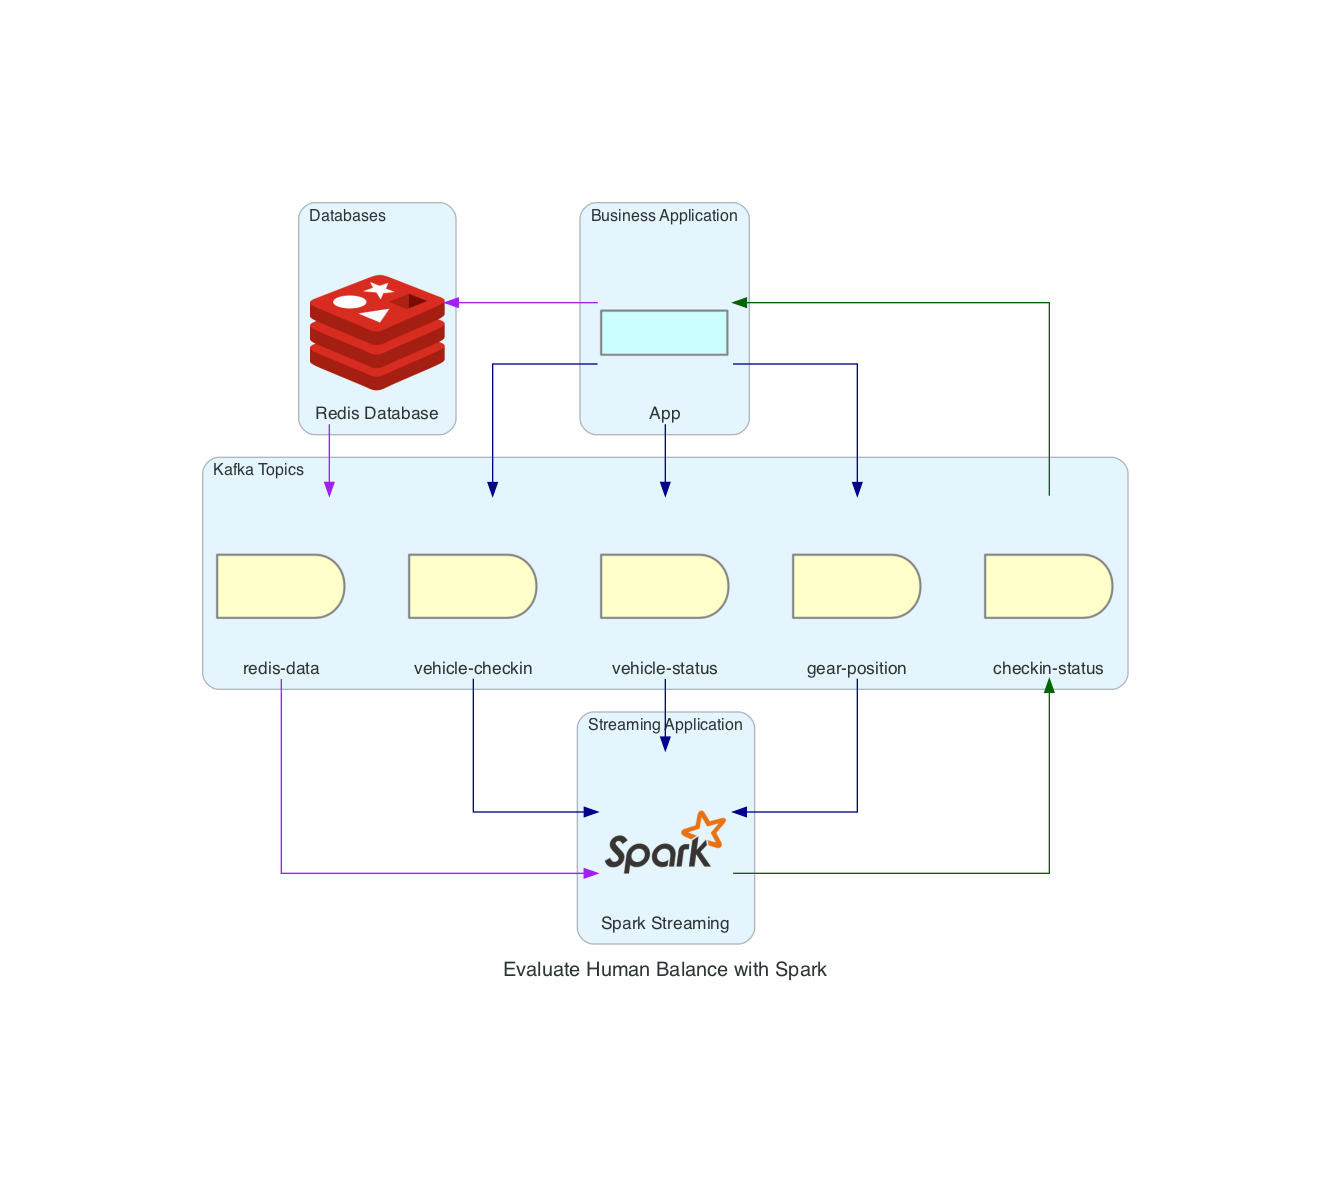 Databases
Business Application
Redis Database
App
Kafka Topics
redis-data
vehicle-checkin
vehicle-status
gear-position
checkin-status
Streaming Application
Spark
Spark Streaming
Evaluate Human Balance with Spark